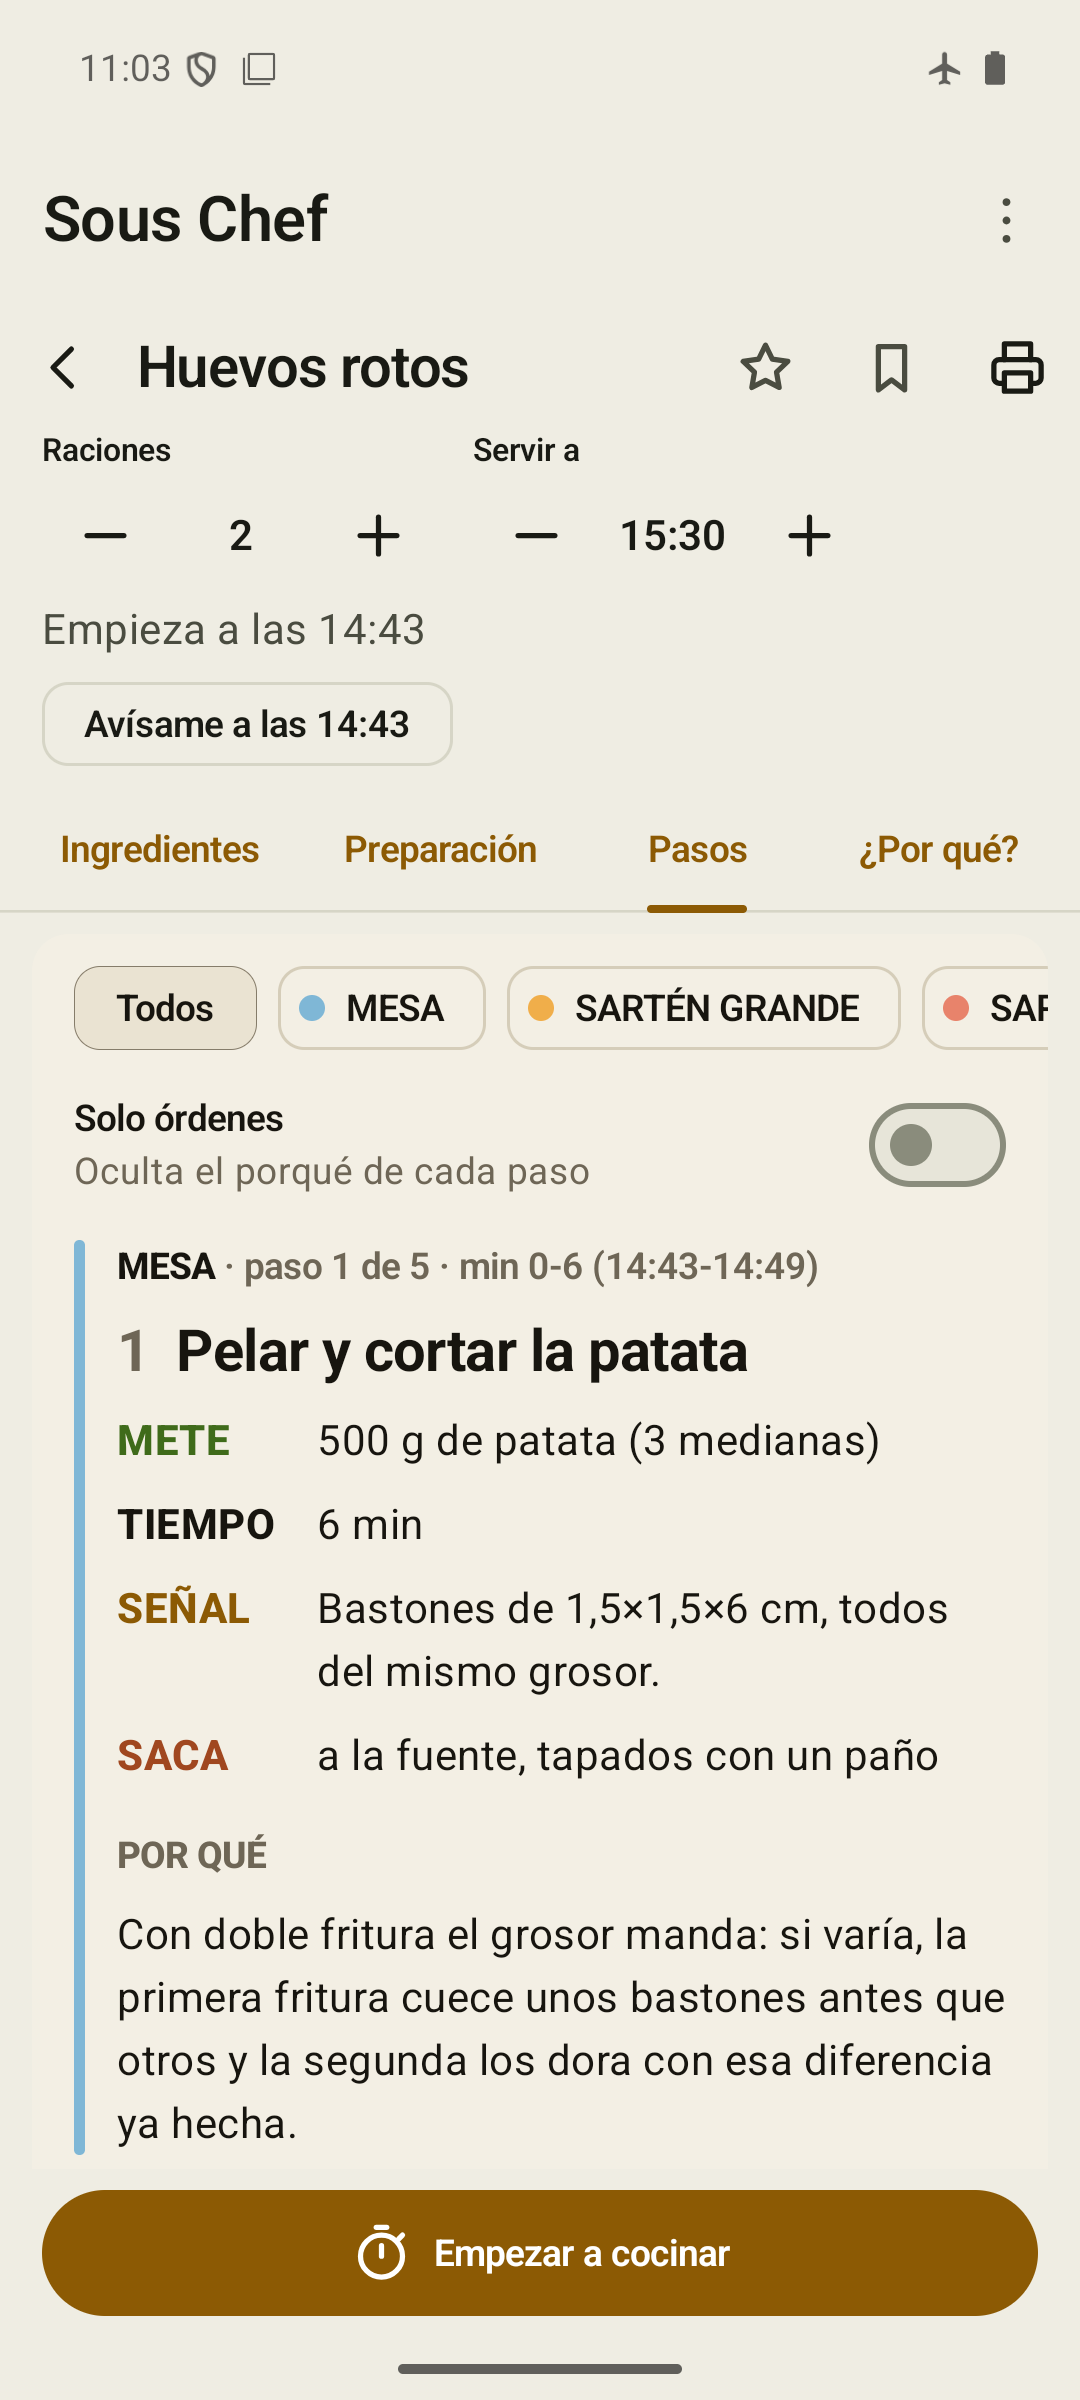 11:03
Sous Chef
Huevos rotos
Raciones
Servir a
2
15:30
Empieza a las 14:43
Avísame a las 14:43
Ingredientes
Preparación
Pasos
¿Por qué?
Todos
MESA
SARTÉN GRANDE
SAR
Solo órdenes
Oculta el porqué de cada paso
MESA · paso 1 de 5 · min 0-6 (14:43-14:49)
1 Pelar y cortar la patata
METE 500 g de patata (3 medianas)
TIEMPO 6 min
SEÑAL Bastones de 1,5×1,5×6 cm, todos
del mismo grosor.
SACA a la fuente, tapados con un paño
POR QUÉ
Con doble fritura el grosor manda: si varía, la
primera fritura cuece unos bastones antes que
otros y la segunda los dora con esa diferencia
ya hecha.
Empezar a cocinar